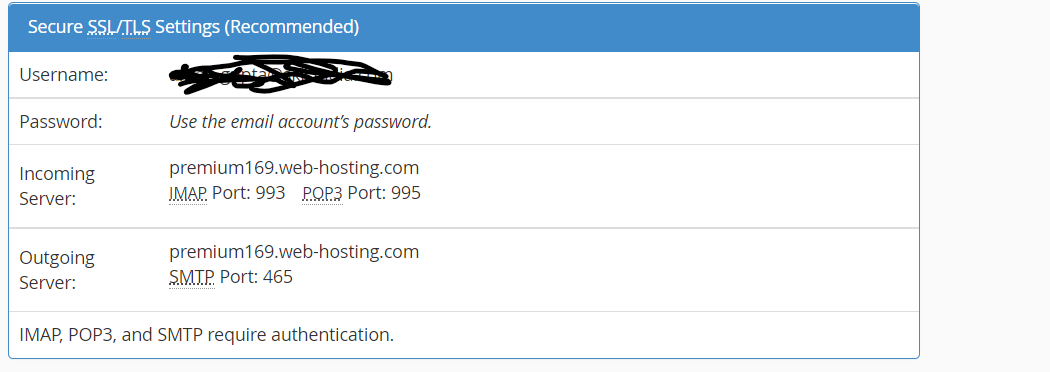 Secure SSL/TLS Settings (Recommended)
Username:
Password: Use the email account's password.
Incoming Server: premium169.web-hosting.com
IMAP Port: 993 POP3 Port: 995
Outgoing Server: premium169.web-hosting.com
SMTP Port: 465
IMAP, POP3, and SMTP require authentication.